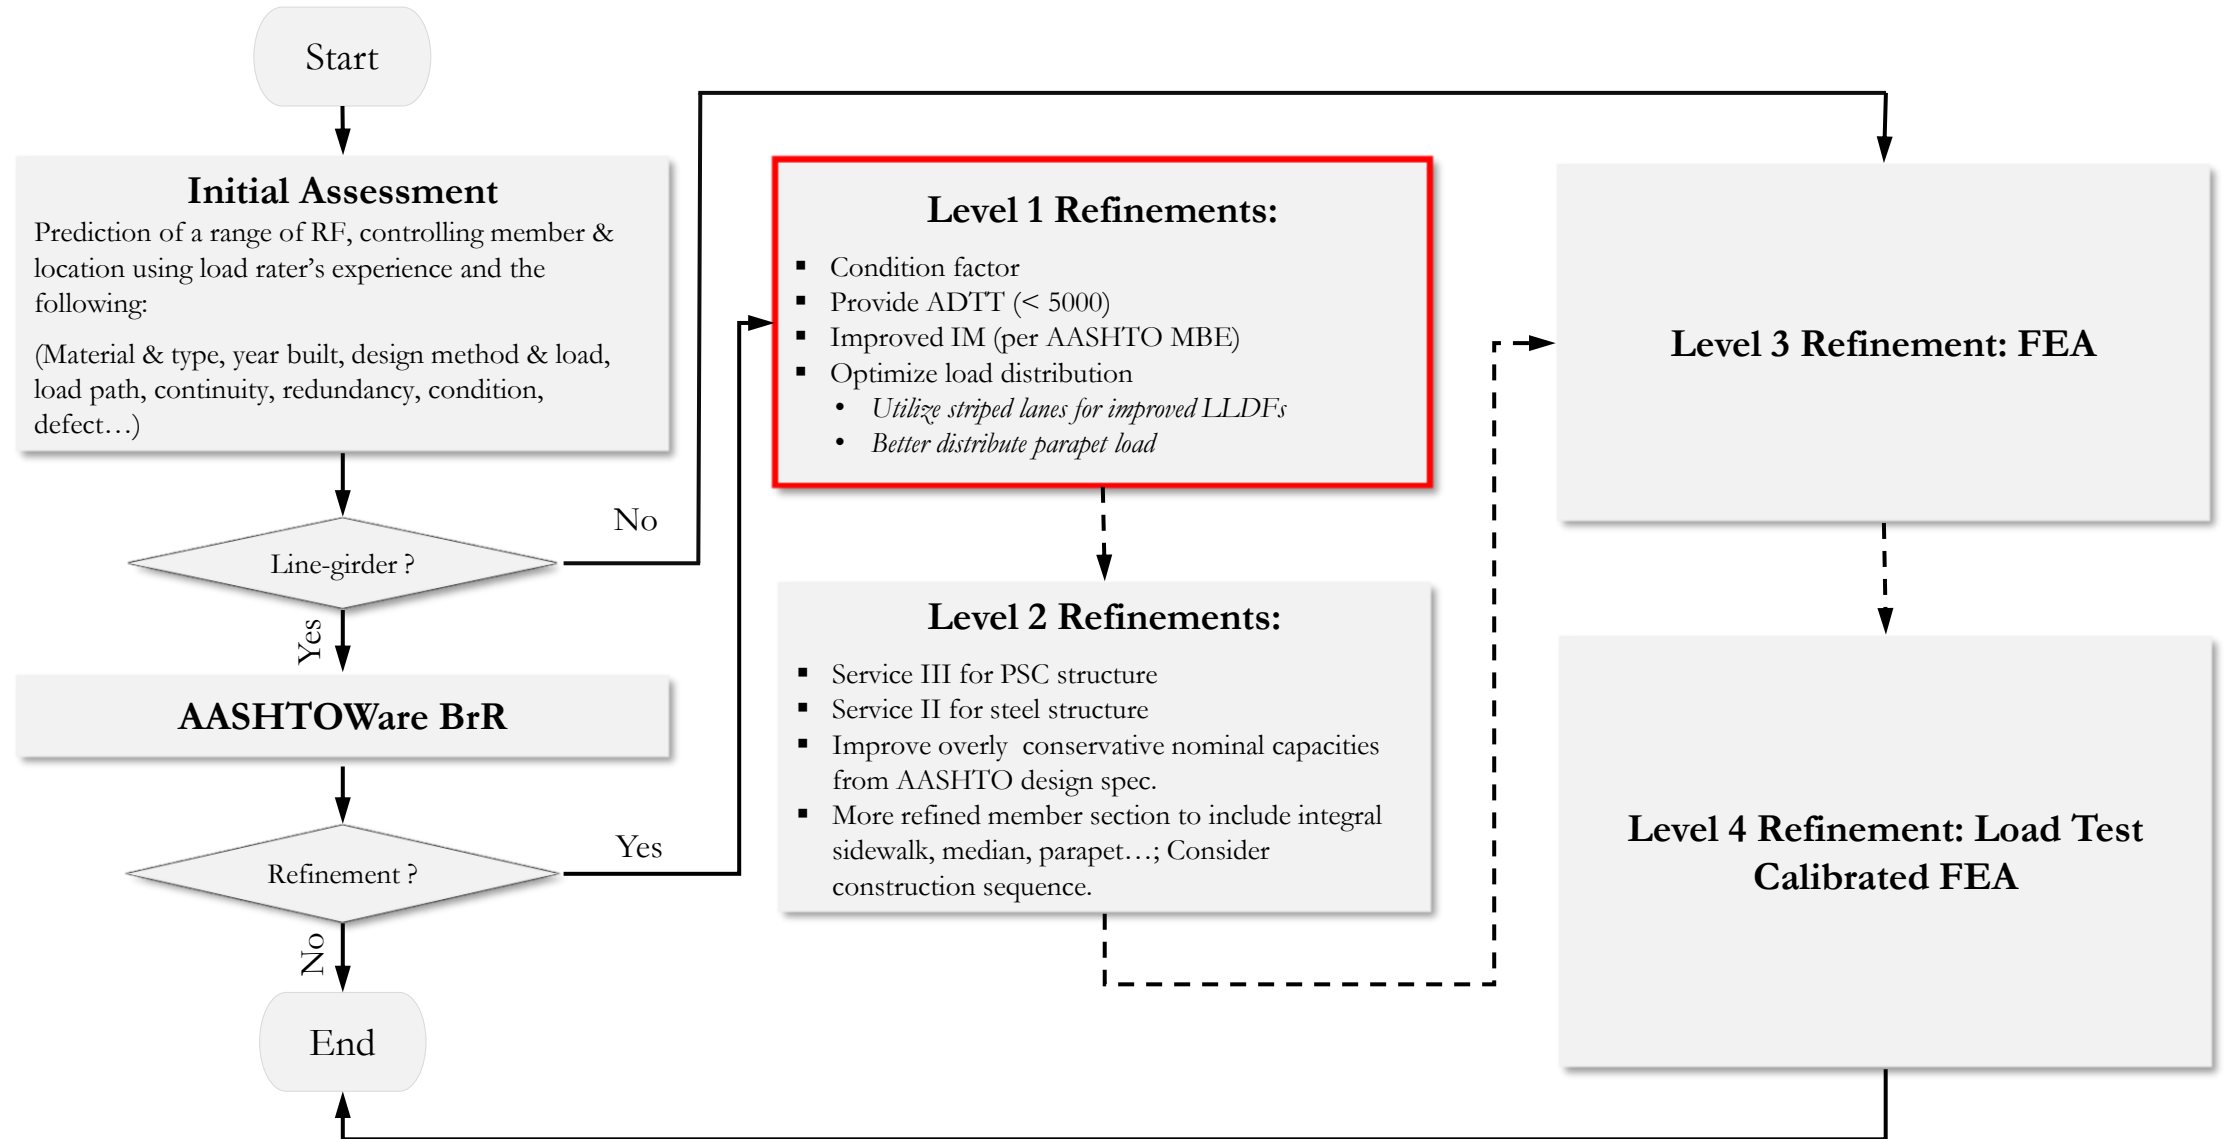 Start
Initial Assessment
Prediction of a range of RF, controlling member &
location using load rater’s experience and the
following:
(Material & type, year built, design method & load,
load path, continuity, redundancy, condition,
defect…)
Line-girder ?
No
Yes
AASHTOWare BrR
Refinement ?
Yes
No
End
Level 1 Refinements:
▪ Condition factor
▪ Provide ADTT (< 5000)
▪ Improved IM (per AASHTO MBE)
▪ Optimize load distribution
• Utilize striped lanes for improved LLDFs
• Better distribute parapet load
Level 2 Refinements:
▪ Service III for PSC structure
▪ Service II for steel structure
▪ Improve overly conservative nominal capacities
from AASHTO design spec.
▪ More refined member section to include integral
sidewalk, median, parapet…; Consider
construction sequence.
Level 3 Refinement: FEA
Level 4 Refinement: Load Test
Calibrated FEA